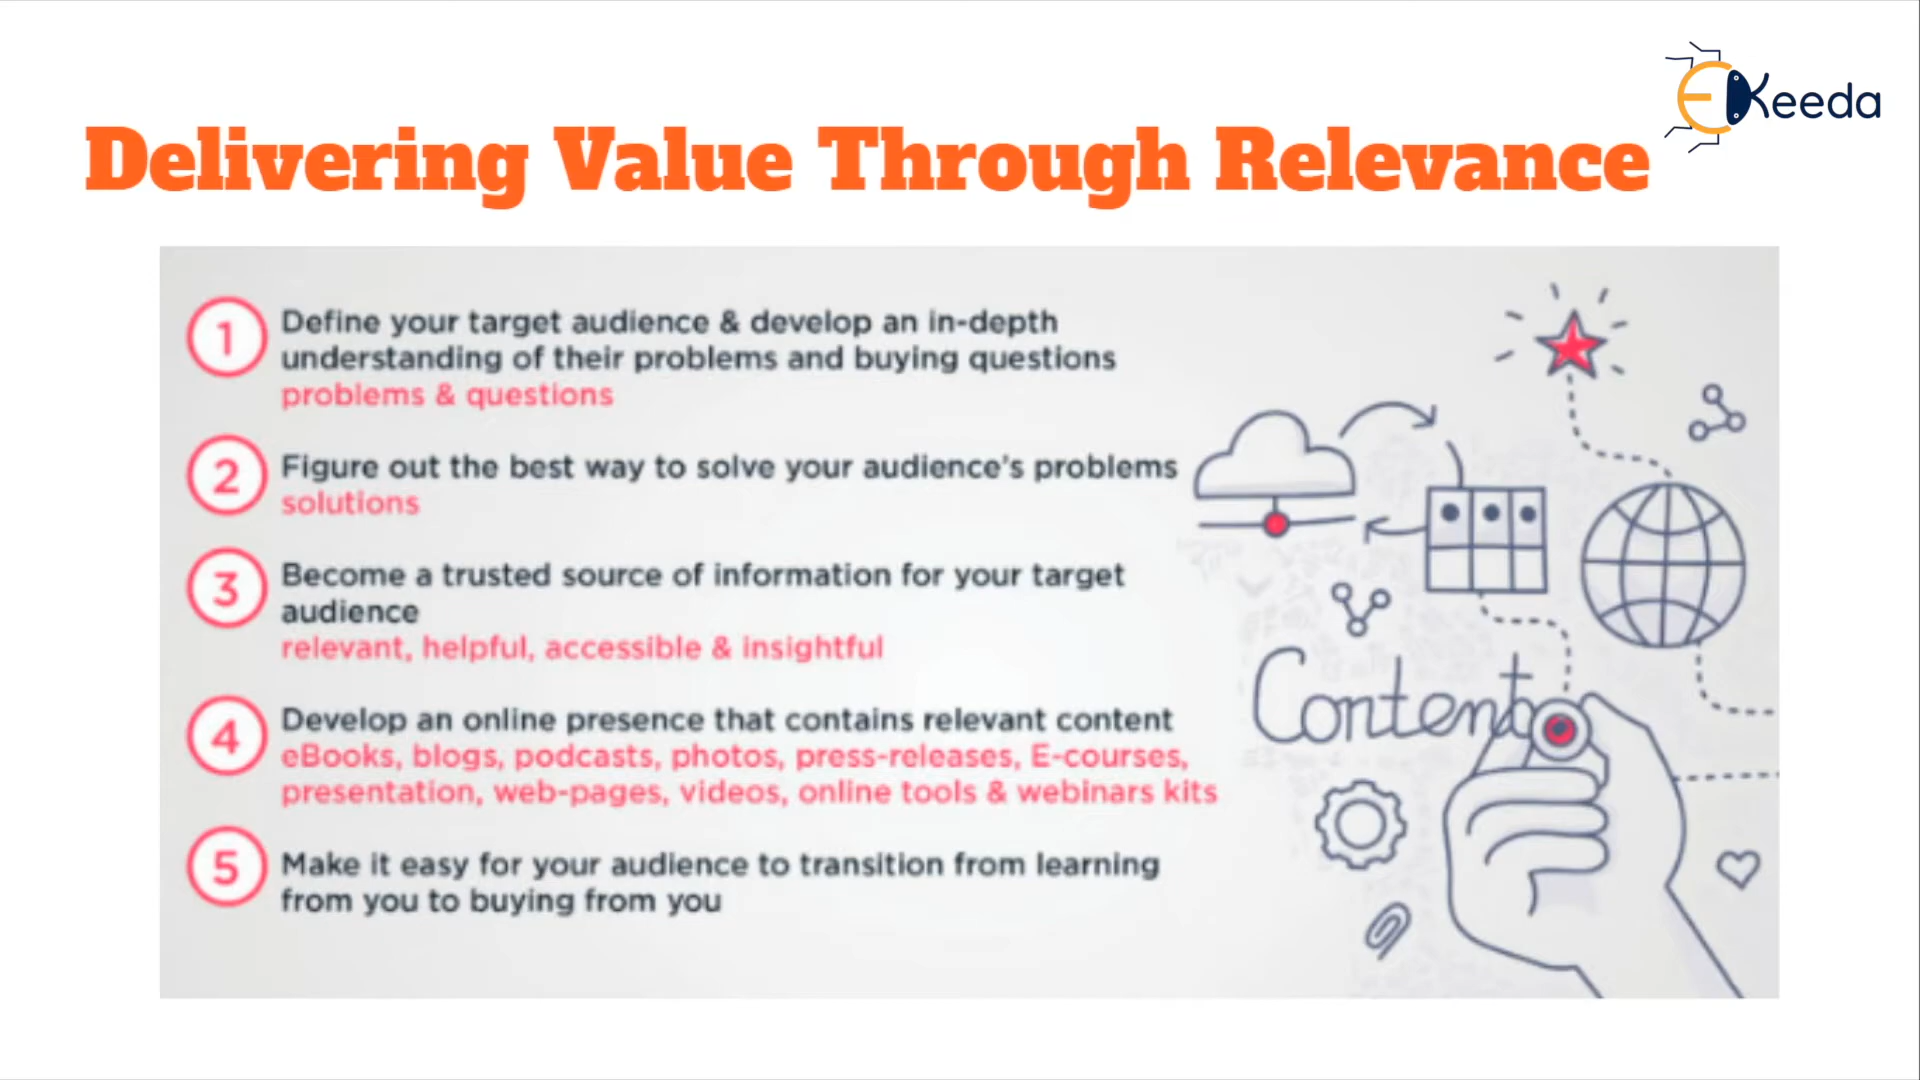 EKeeda
Delivering Value Through Relevance
1
Define your target audience & develop an in-depth
understanding of their problems and buying questions
problems & questions
2
Figure out the best way to solve your audience's problems
solutions
3
Become a trusted source of information for your target
audience
relevant, helpful, accessible & insightful
4
Develop an online presence that contains relevant content
eBooks, blogs, podcasts, photos, press-releases, E-courses,
presentation, web-pages, videos, online tools & webinars kits
5
Make it easy for your audience to transition from learning
from you to buying from you
Content